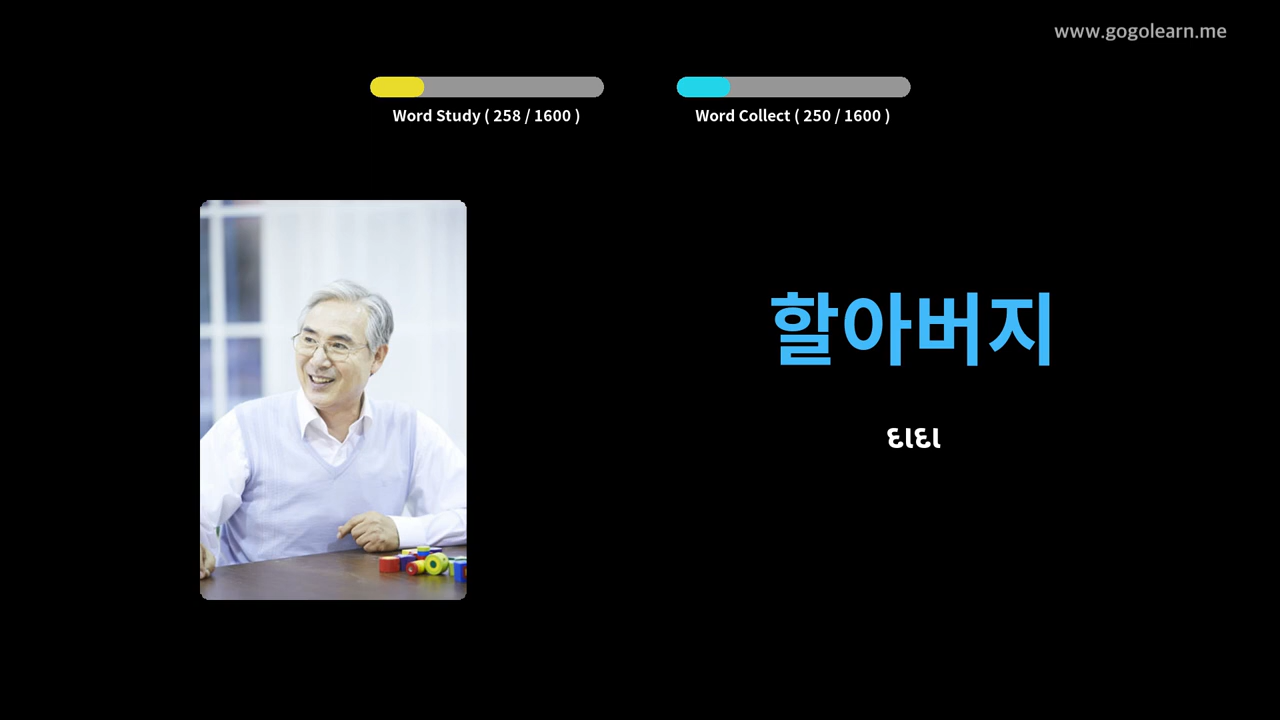 www.gogolearn.me
Word Study ( 258 / 1600 )
Word Collect ( 250 / 1600 )
할아버지
દાદા